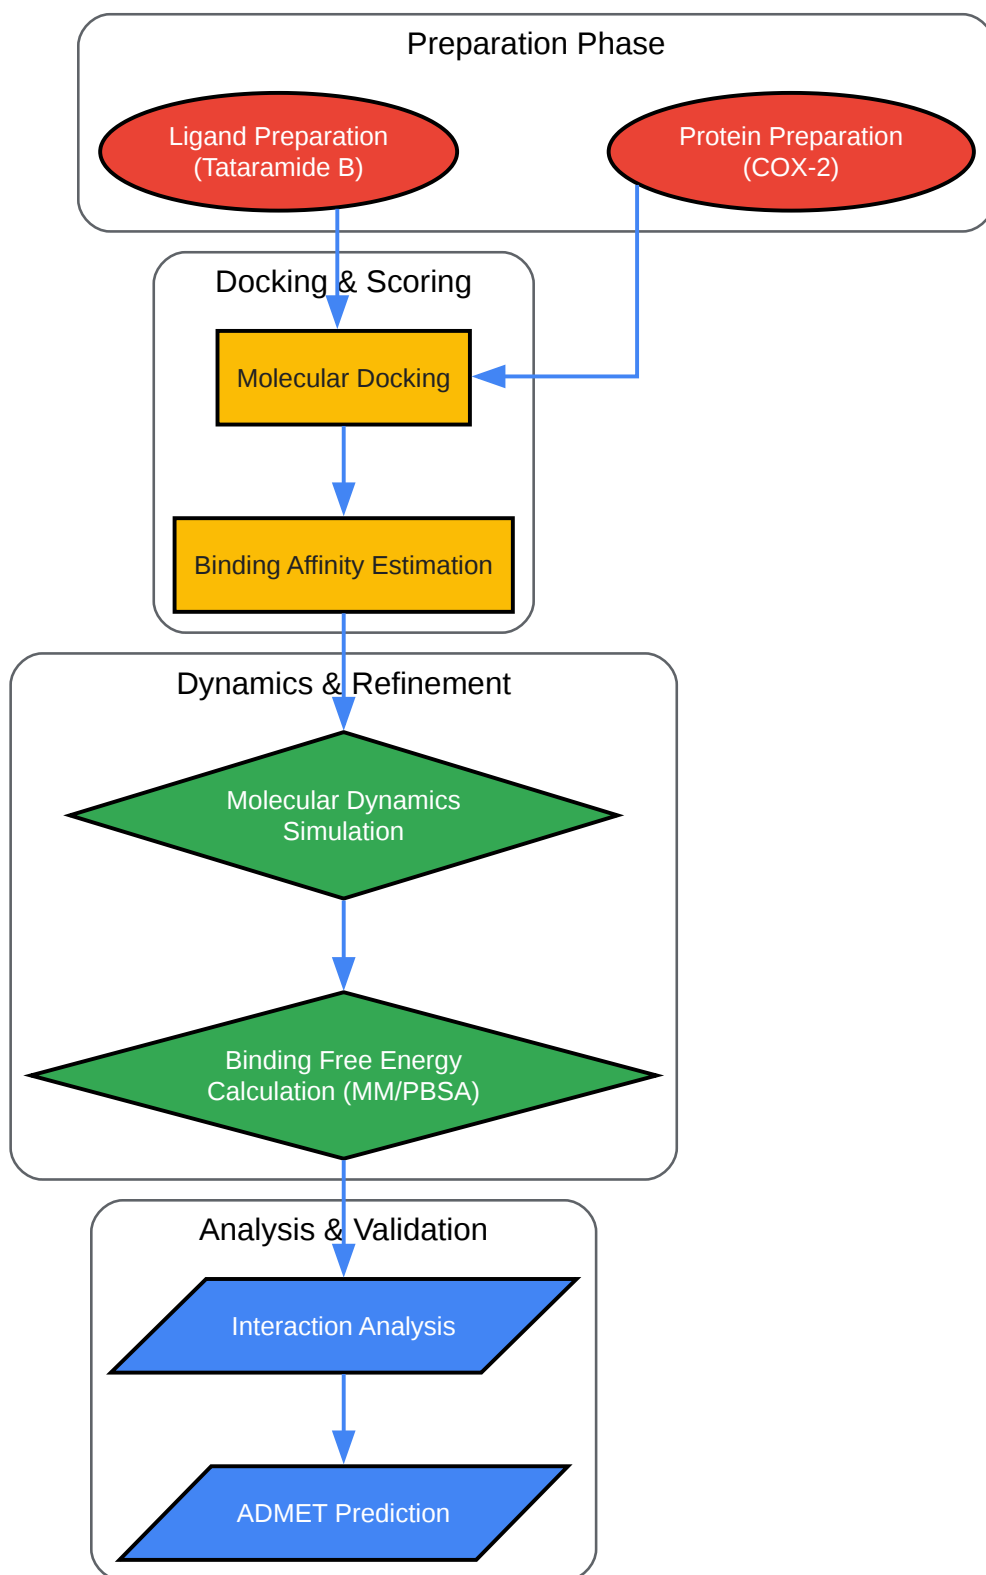 Preparation Phase
Ligand Preparation
(Tataramide B)
Protein Preparation
(COX-2)
Docking & Scoring
Molecular Docking
Binding Affinity Estimation
Dynamics & Refinement
Molecular Dynamics
Simulation
Binding Free Energy
Calculation (MM/PBSA)
Analysis & Validation
Interaction Analysis
ADMET Prediction